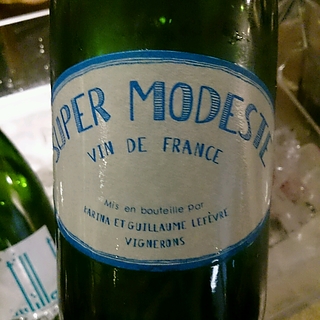 SUPER MODESTE
VIN DE FRANCE
Mis en bouteille par
KARINA ET GUILLAUME LEFÈVRE
VIGNERONS